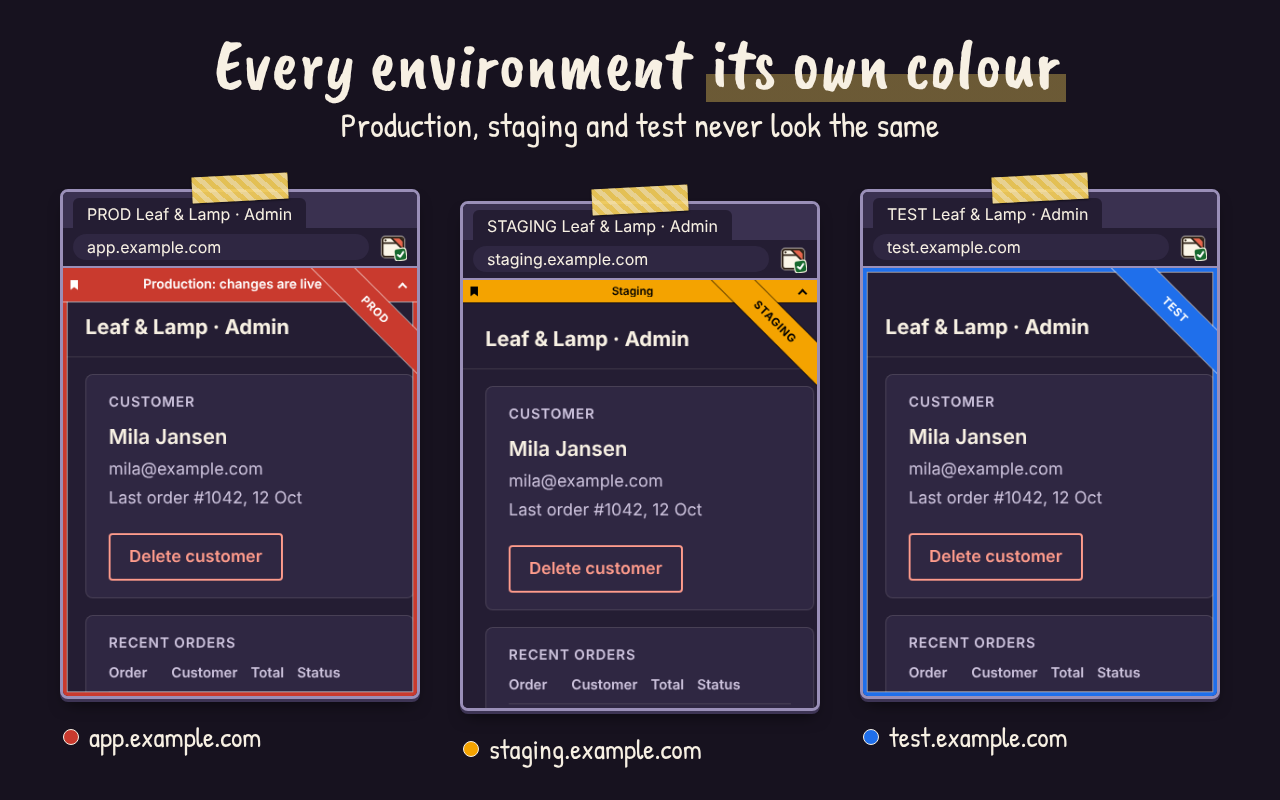 Every environment its own colour
Production, staging and test never look the same
PROD Leaf & Lamp · Admin
app.example.com
Production: changes are live
PROD
Leaf & Lamp · Admin
CUSTOMER
Mila Jansen
mila@example.com
Last order #1042, 12 Oct
Delete customer
RECENT ORDERS
Order Customer Total Status
app.example.com
STAGING Leaf & Lamp · Admin
staging.example.com
Staging
STAGING
Leaf & Lamp · Admin
CUSTOMER
Mila Jansen
mila@example.com
Last order #1042, 12 Oct
Delete customer
RECENT ORDERS
Order Customer Total Status
staging.example.com
TEST Leaf & Lamp · Admin
test.example.com
TEST
Leaf & Lamp · Admin
CUSTOMER
Mila Jansen
mila@example.com
Last order #1042, 12 Oct
Delete customer
RECENT ORDERS
Order Customer Total Status
test.example.com